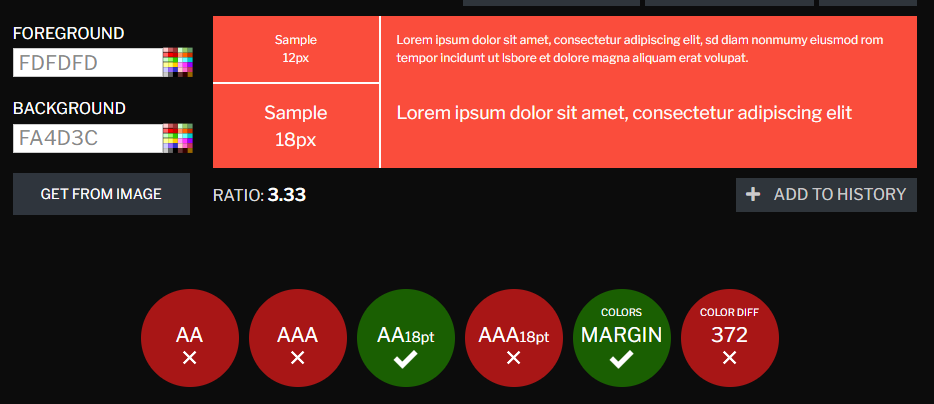 FOREGROUND
FDFDFD
BACKGROUND
FA4D3C
GET FROM IMAGE
Sample
12px
Lorem ipsum dolor sit amet, consectetur adipiscing elit, sd diam nonmumy eiusmod rom
tempor incidunt ut lsbore et dolore magna aliquam erat volupat.
Sample
18px
Lorem ipsum dolor sit amet, consectetur adipiscing elit
RATIO: 3.33
ADD TO HISTORY
AA
AAA
AA18pt
AAA18pt
COLORS
MARGIN
COLOR DIFF
372